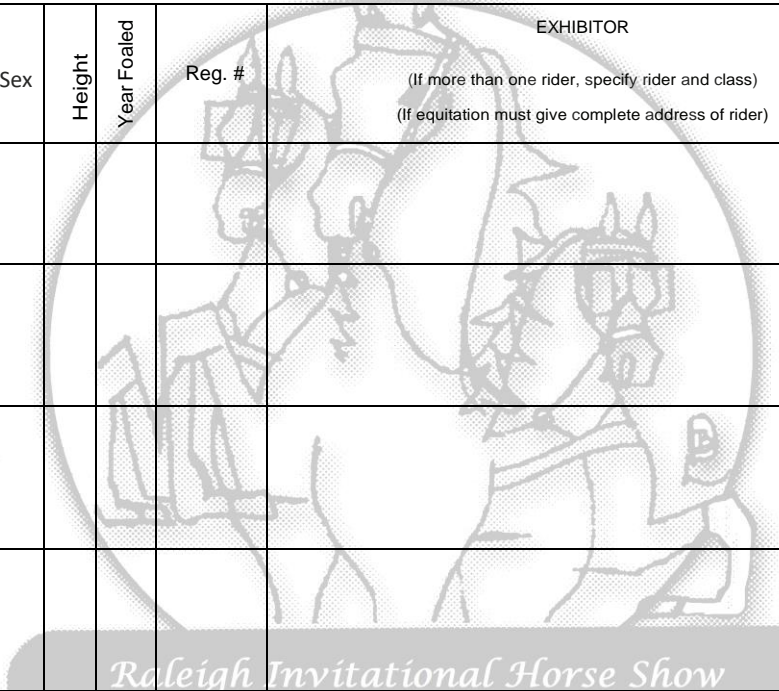 Sex
Height
Year Foaled
Reg. #
EXHIBITOR
(If more than one rider, specify rider and class)
(If equitation must give complete address of rider)
Raleigh Invitational Horse Show